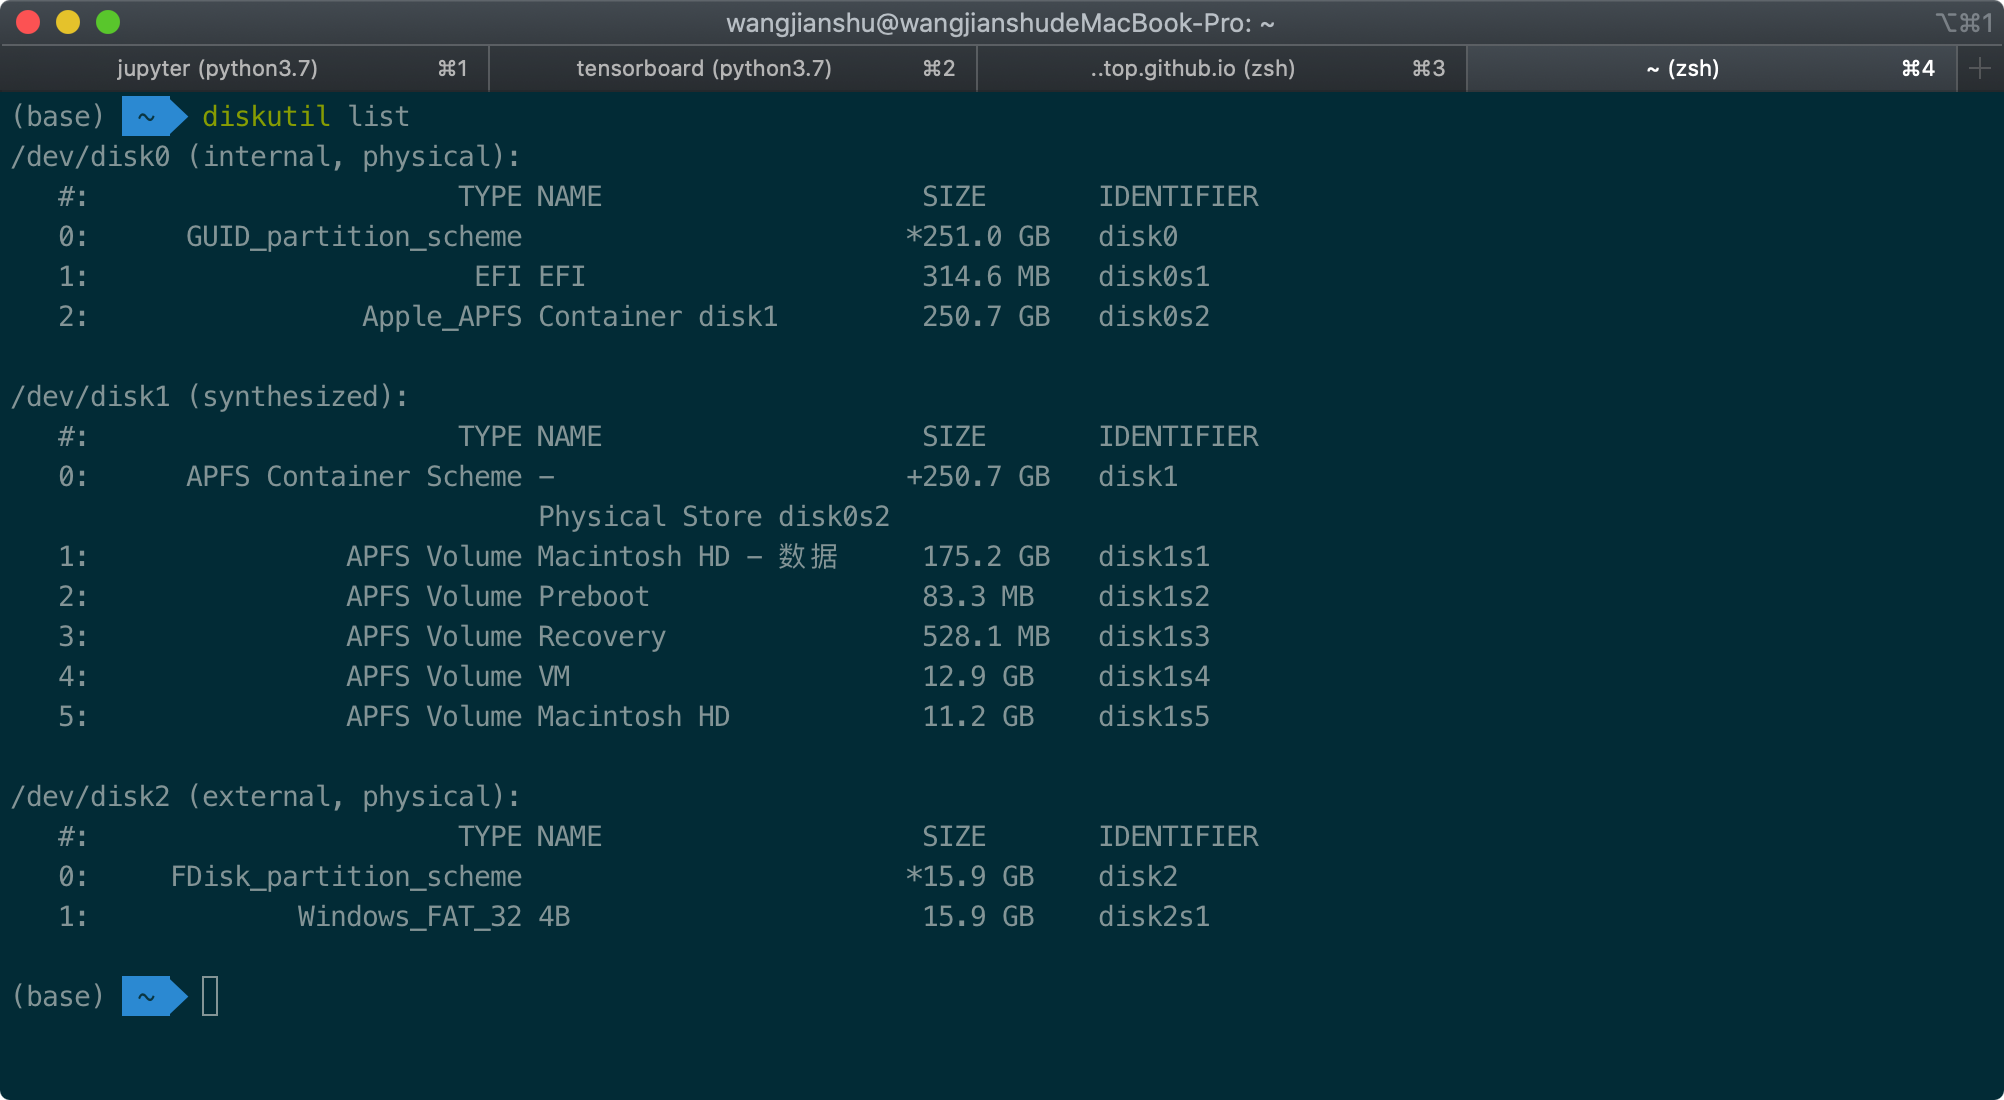 wangjianshu@wangjianshudeMacBook-Pro: ~ ⌥⌘1
jupyter (python3.7) ⌘1 tensorboard (python3.7) ⌘2 ..top.github.io (zsh) ⌘3 ~ (zsh) ⌘4 +
(base) ~ diskutil list
/dev/disk0 (internal, physical):
   #:                       TYPE NAME                    SIZE       IDENTIFIER
   0:      GUID_partition_scheme                        *251.0 GB   disk0
   1:                        EFI EFI                     314.6 MB   disk0s1
   2:                 Apple_APFS Container disk1         250.7 GB   disk0s2
/dev/disk1 (synthesized):
   #:                       TYPE NAME                    SIZE       IDENTIFIER
   0:      APFS Container Scheme -                      +250.7 GB   disk1
                                 Physical Store disk0s2
   1:                APFS Volume Macintosh HD - 数据     175.2 GB   disk1s1
   2:                APFS Volume Preboot                 83.3 MB    disk1s2
   3:                APFS Volume Recovery                528.1 MB   disk1s3
   4:                APFS Volume VM                      12.9 GB    disk1s4
   5:                APFS Volume Macintosh HD            11.2 GB    disk1s5
/dev/disk2 (external, physical):
   #:                       TYPE NAME                    SIZE       IDENTIFIER
   0:     FDisk_partition_scheme                        *15.9 GB    disk2
   1:             Windows_FAT_32 4B                      15.9 GB    disk2s1
(base) ~